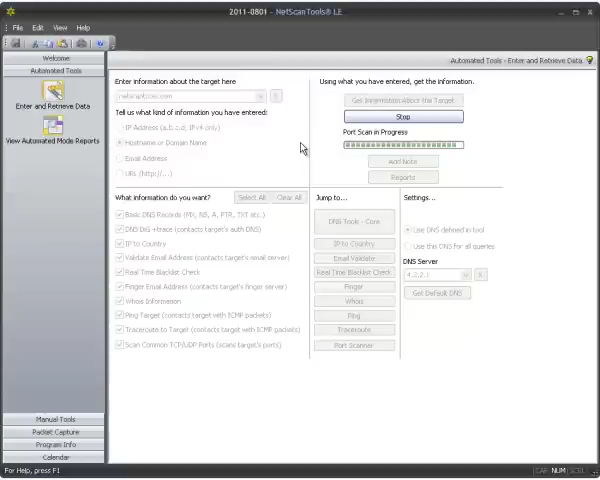 2011-0801 - NetScanTools® LE
File Edit View Help
Welcome
Automated Tools
Enter and Retrieve Data
View Automated Mode Reports
Manual Tools
Packet Capture
Program Info
Calendar
Automated Tools - Enter and Retrieve Data
Enter information about the target here
netscantools.com
X
Tell us what kind of information you have entered:
IP Address (a.b.c.d, IPv4 only)
Hostname or Domain Name
Email Address
URL (http://...)
Using what you have entered, get the information.
Get Information About the Target
Stop
Port Scan in Progress
Add Note
Reports
What information do you want?
Select All
Clear All
Basic DNS Records (MX, NS, A, PTR, TXT etc.)
DNS DiG +trace (contacts target's auth DNS)
IP to Country
Validate Email Address (contacts target's email server)
Real Time Blacklist Check
Finger Email Address (contacts target's finger server)
Whois Information
Ping Target (contacts target with ICMP packets)
Traceroute to Target (contacts target with ICMP packets)
Scan Common TCP/UDP Ports (scans target's ports)
Jump to...
DNS Tools - Core
IP to Country
Email Validate
Real Time Blacklist Check
Finger
Whois
Ping
Traceroute
Port Scanner
Settings...
Use DNS defined in tool
Use this DNS for all queries
DNS Server
4.2.2.1
X
Get Default DNS
For Help, press F1
CAP NUM SCRL